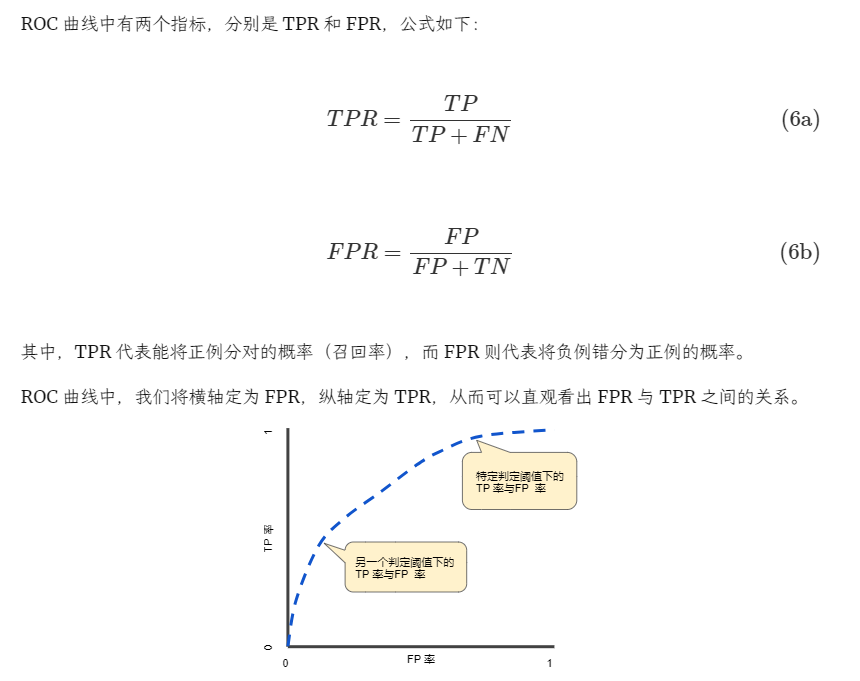 ROC 曲线中有两个指标，分别是 TPR 和 FPR，公式如下：
TPR = TP / (TP + FN) (6a)
FPR = FP / (FP + TN) (6b)
其中，TPR 代表能将正例分对的概率（召回率），而 FPR 则代表将负例错分为正例的概率。
ROC 曲线中，我们将横轴定为 FPR，纵轴定为 TPR，从而可以直观看出 FPR 与 TPR 之间的关系。
1
特定判定阈值下的
TP 率与FP 率
TP 率
另一个判定阈值下的
TP 率与FP 率
0
0
FP 率
1